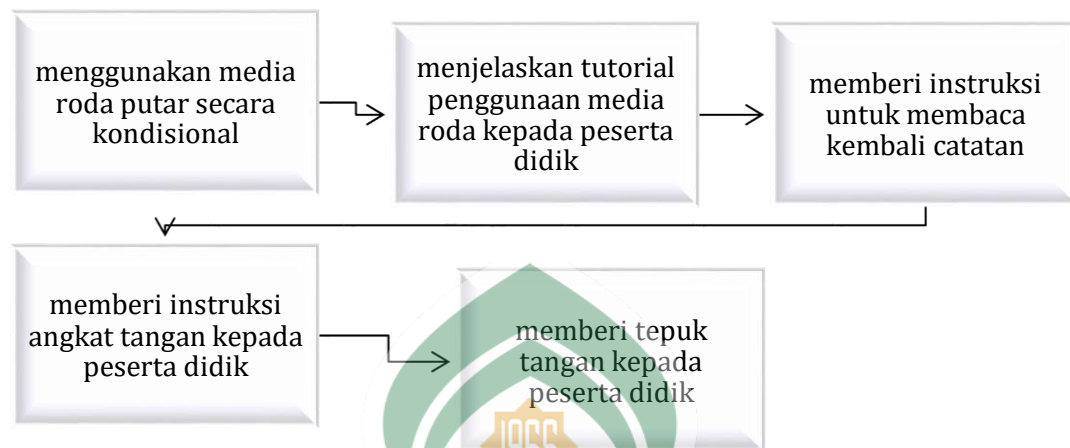 menggunakan media
roda putar secara
kondisional
menjelaskan tutorial
penggunaan media
roda kepada peserta
didik
memberi instruksi
untuk membaca
kembali catatan
memberi instruksi
angkat tangan kepada
peserta didik
memberi tepuk
tangan kepada
peserta didik
1966